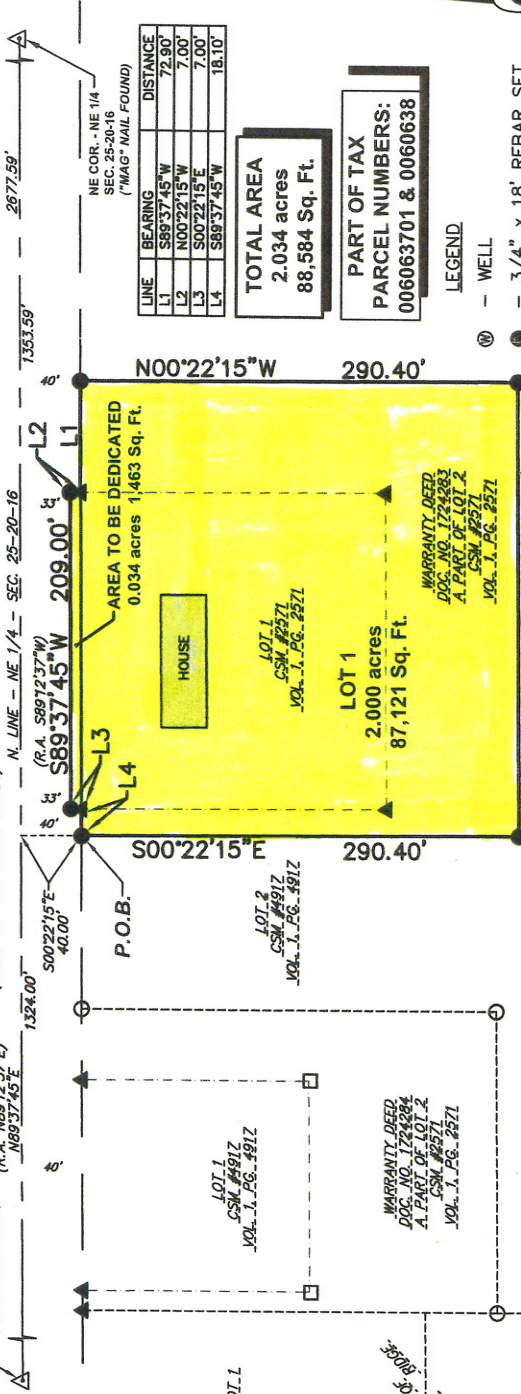 2677.59'
NE COR. - NE 1/4
SEC. 25-20-16
("MAG" NAIL FOUND)
1353.59'
N. LINE - NE 1/4 - SEC. 25-20-16
(R.A. S89°12'37"W)
S89°37'45"W 209.00'
L2
L1
40'
33'
33'
40'
L3
L4
AREA TO BE DEDICATED
0.034 acres 1,463 Sq. Ft.
N00°22'15"W 290.40'
HOUSE
LOT 1
CSM #2571
VOL. 1, PG. 2571
LOT 1
2.000 acres
87,121 Sq. Ft.
WARRANTY DEED
DOC. NO. 1724283
A PART OF LOT 2
CSM #2571
VOL. 1, PG. 2571
S00°22'15"E 290.40'
P.O.B.
S00°22'15"E
40.00'
1324.00'
N89°37'45"E
40'
LOT 2
CSM #4917
VOL. 1, PG. 4917
LOT 1
CSM #4917
VOL. 1, PG. 4917
WARRANTY DEED
DOC. NO. 1724284
A PART OF LOT 2
CSM #2571
VOL. 1, PG. 2571
LINE BEARING DISTANCE
L1 S89°37'45"W 72.90'
L2 N00°22'15"W 7.00'
L3 S00°22'15"E 7.00'
L4 S89°37'45"W 18.10'
TOTAL AREA
2.034 acres
88,584 Sq. Ft.
PART OF TAX
PARCEL NUMBERS:
006063701 & 0060638
LEGEND
W - WELL
- 3/4" x 18' REBAR SET